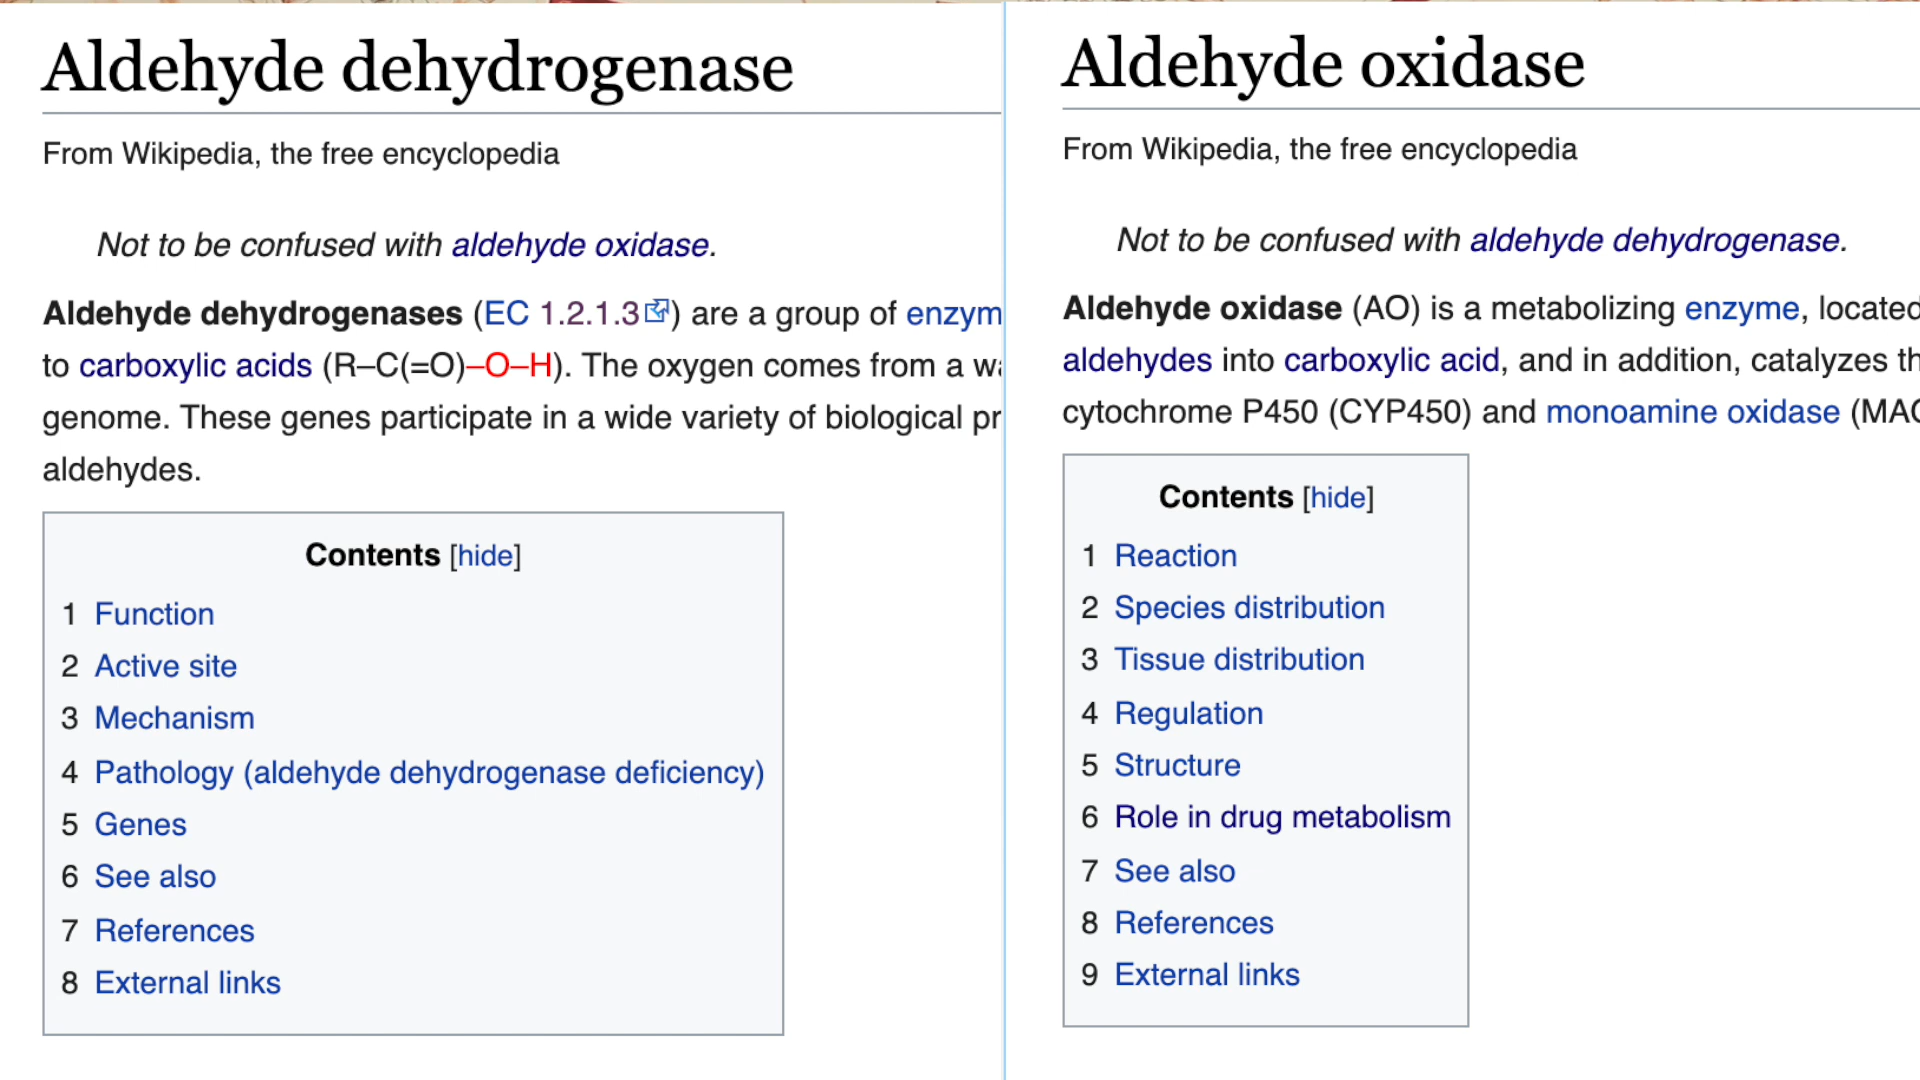 Aldehyde dehydrogenase
From Wikipedia, the free encyclopedia
Not to be confused with aldehyde oxidase.
Aldehyde dehydrogenases (EC 1.2.1.3) are a group of enzym
to carboxylic acids (R–C(=O)–O–H). The oxygen comes from a wa
genome. These genes participate in a wide variety of biological pr
aldehydes.
Contents [hide]
1 Function
2 Active site
3 Mechanism
4 Pathology (aldehyde dehydrogenase deficiency)
5 Genes
6 See also
7 References
8 External links
Aldehyde oxidase
From Wikipedia, the free encyclopedia
Not to be confused with aldehyde dehydrogenase.
Aldehyde oxidase (AO) is a metabolizing enzyme, located
aldehydes into carboxylic acid, and in addition, catalyzes th
cytochrome P450 (CYP450) and monoamine oxidase (MAO
Contents [hide]
1 Reaction
2 Species distribution
3 Tissue distribution
4 Regulation
5 Structure
6 Role in drug metabolism
7 See also
8 References
9 External links